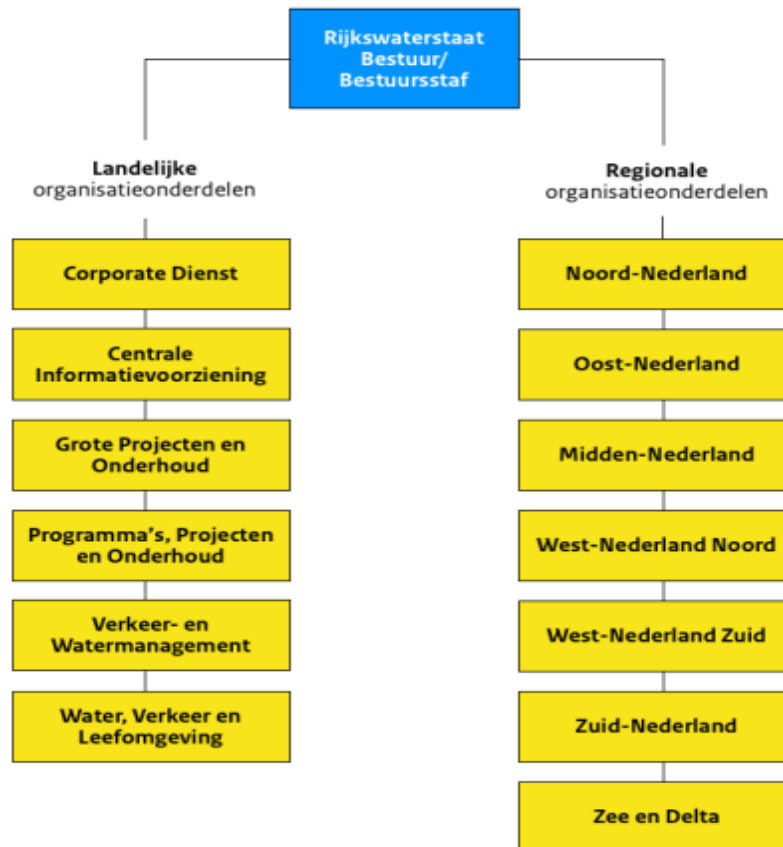 Rijkswaterstaat
Bestuur/
Bestuursstaf
Landelijke
organisatieonderdelen
Corporate Dienst
Centrale
Informatievoorziening
Grote Projecten en
Onderhoud
Programma's, Projecten
en Onderhoud
Verkeer- en
Watermanagement
Water, Verkeer en
Leefomgeving
Regionale
organisatieonderdelen
Noord-Nederland
Oost-Nederland
Midden-Nederland
West-Nederland Noord
West-Nederland Zuid
Zuid-Nederland
Zee en Delta